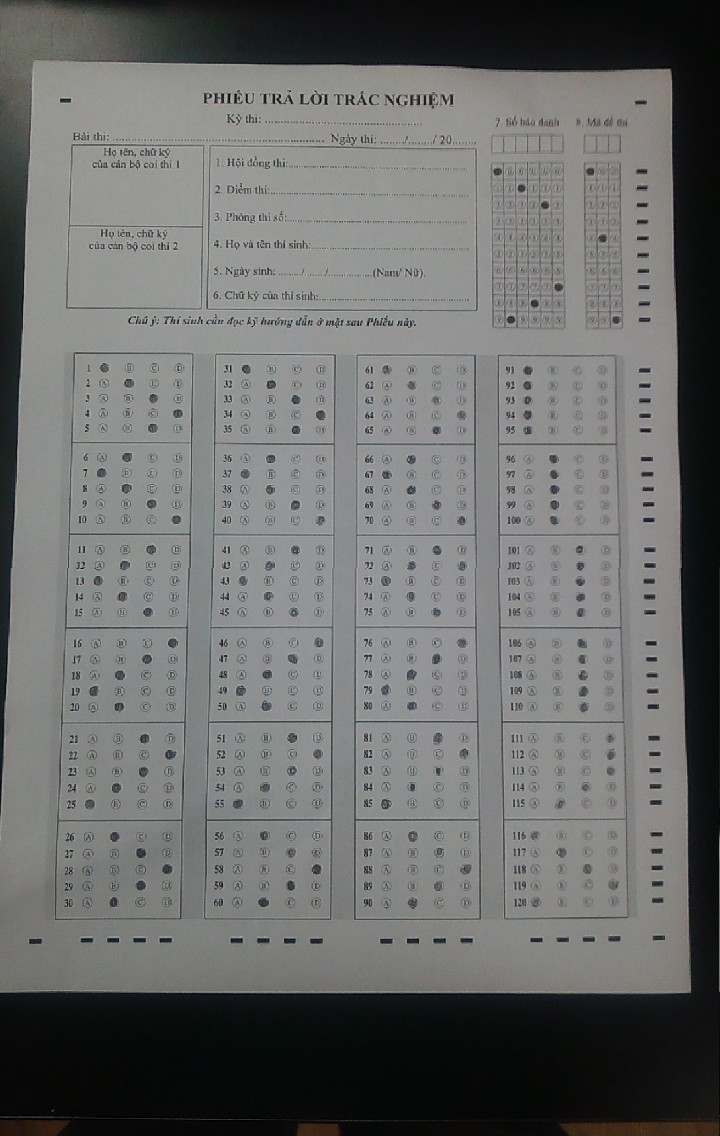 PHIẾU TRẢ LỜI TRẮC NGHIỆM
Kỳ thi:
7. Số báo danh 8. Mã đề thi
Bài thi: Ngày thi: / / 20
Họ tên, chữ ký
của cán bộ coi thi 1
Họ tên, chữ ký
của cán bộ coi thi 2
1. Hội đồng thi:
2. Điểm thi:
3. Phòng thi số:
4. Họ và tên thí sinh:
5. Ngày sinh: / / (Nam/ Nữ)
6. Chữ ký của thí sinh:
Chú ý: Thí sinh cần đọc kỹ hướng dẫn ở mặt sau Phiếu này.
1 B C D
2 A C D
3 A B D
4 A B C
5 A B D
6 A C D
7 B C D
8 A C D
9 A B D
10 A B C
11 A B D
12 A C D
13 B C D
14 A C D
15 A B D
16 A B C
17 A B D
18 A C D
19 B C D
20 A C D
21 A B D
22 A B C
23 A B D
24 A C D
25 B C D
26 A C D
27 A B D
28 A B C
29 A B D
30 A C D
31 B C D
32 A C D
33 A B D
34 A B C
35 A B D
36 A C D
37 B C D
38 A C D
39 A B D
40 A B C
41 A B D
42 A C D
43 B C D
44 A C D
45 A B D
46 A B C
47 A B D
48 A C D
49 B C D
50 A C D
51 A B D
52 A B C
53 A B D
54 A C D
55 B C D
56 A C D
57 A B D
58 A B C
59 A B D
60 A C D
61 B C D
62 A C D
63 A B D
64 A B C
65 A B D
66 A C D
67 B C D
68 A C D
69 A B D
70 A B C
71 A B D
72 A C D
73 B C D
74 A C D
75 A B D
76 A B C
77 A B D
78 A C D
79 B C D
80 A C D
81 A B D
82 A B C
83 A B D
84 A C D
85 B C D
86 A C D
87 A B D
88 A B C
89 A B D
90 A C D
91 B C D
92 B C D
93 B C D
94 B C D
95 B C D
96 A C D
97 A C D
98 A C D
99 A C D
100 A C D
101 A B D
102 A B D
103 A B D
104 A B D
105 A B D
106 A B D
107 A B D
108 A B D
109 A B D
110 A B D
111 A B C
112 A B C
113 A B C
114 A B D
115 A C D
116 B C D
117 A C D
118 A B D
119 A B C
120 B C D